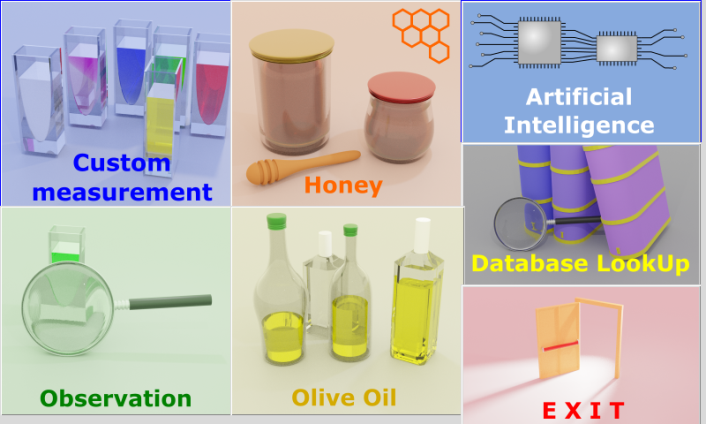 Custom
measurement
Honey
Artificial
Intelligence
Database LookUp
Observation
Olive Oil
E X I T